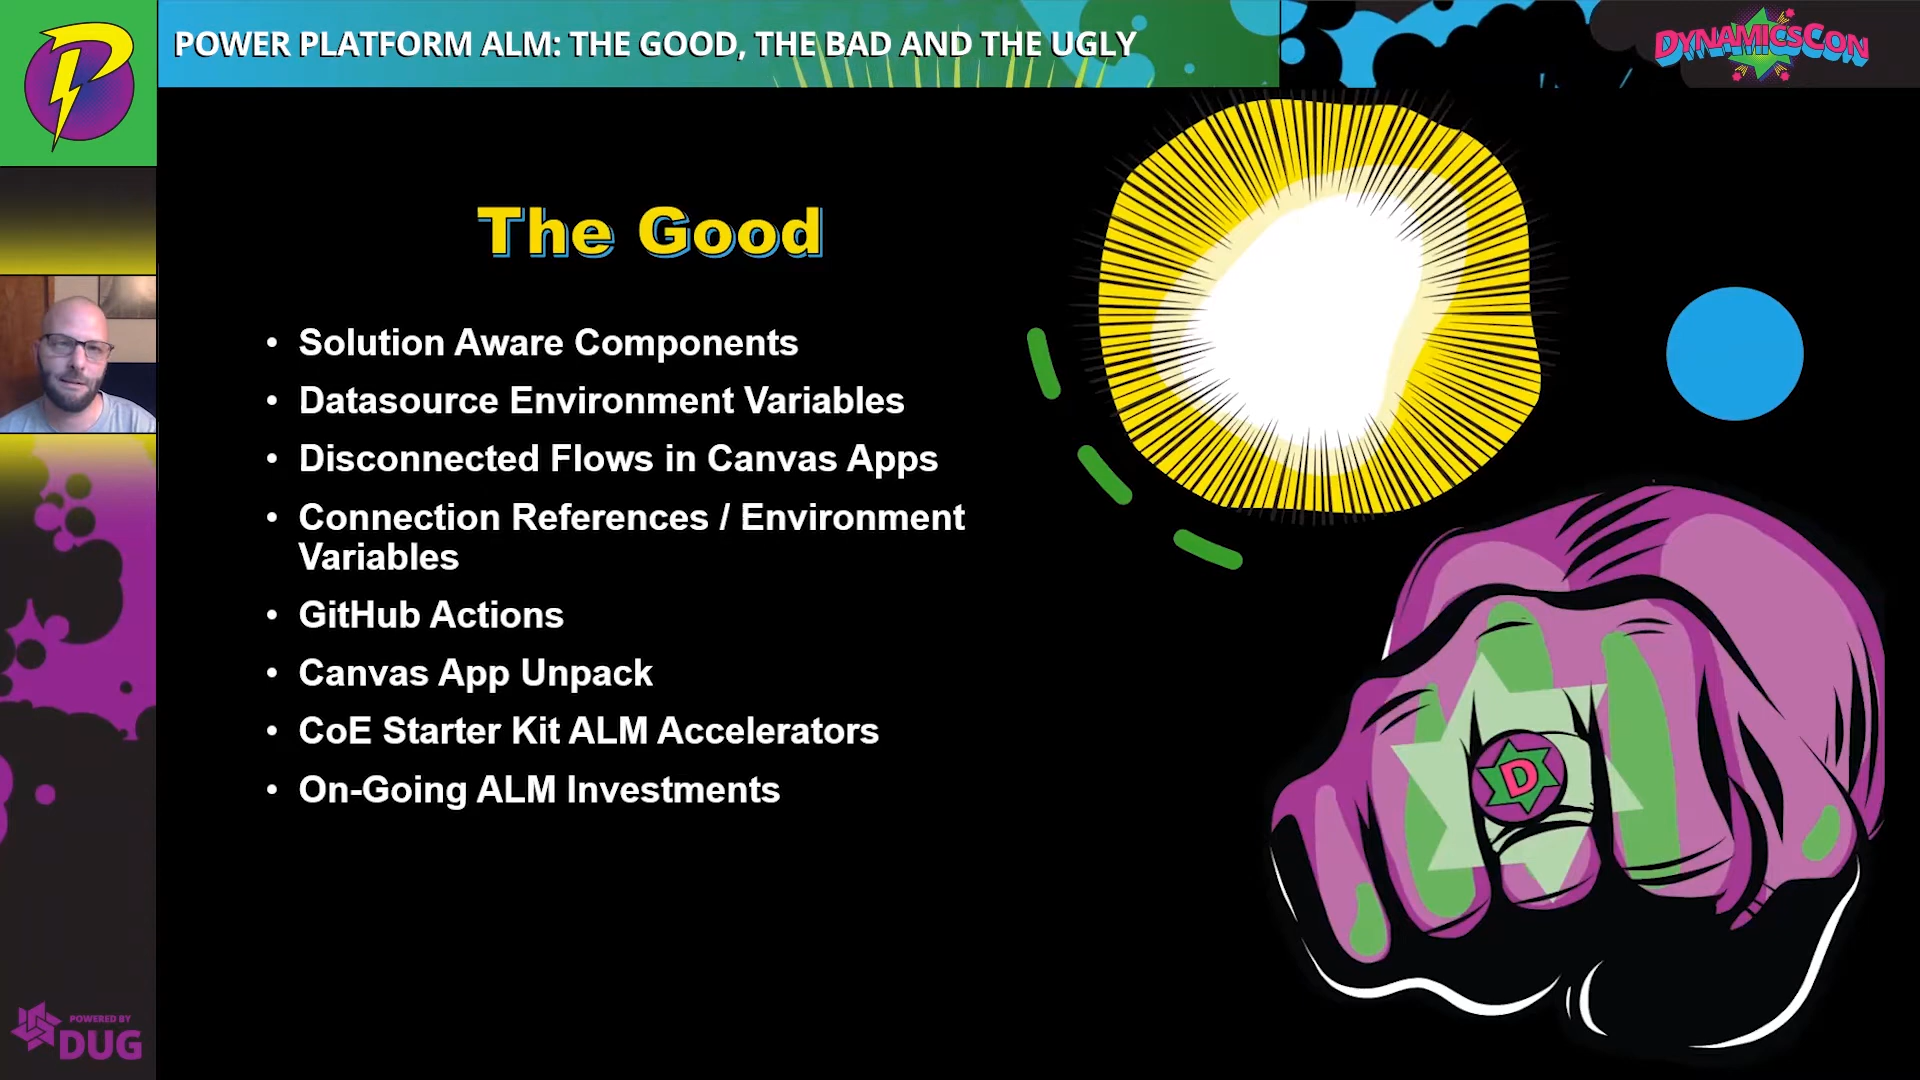 POWER PLATFORM ALM: THE GOOD, THE BAD AND THE UGLY
DYNAMICSCON
The Good
• Solution Aware Components
• Datasource Environment Variables
• Disconnected Flows in Canvas Apps
• Connection References / Environment
Variables
• GitHub Actions
• Canvas App Unpack
• CoE Starter Kit ALM Accelerators
• On-Going ALM Investments
D
POWERED BY
DUG